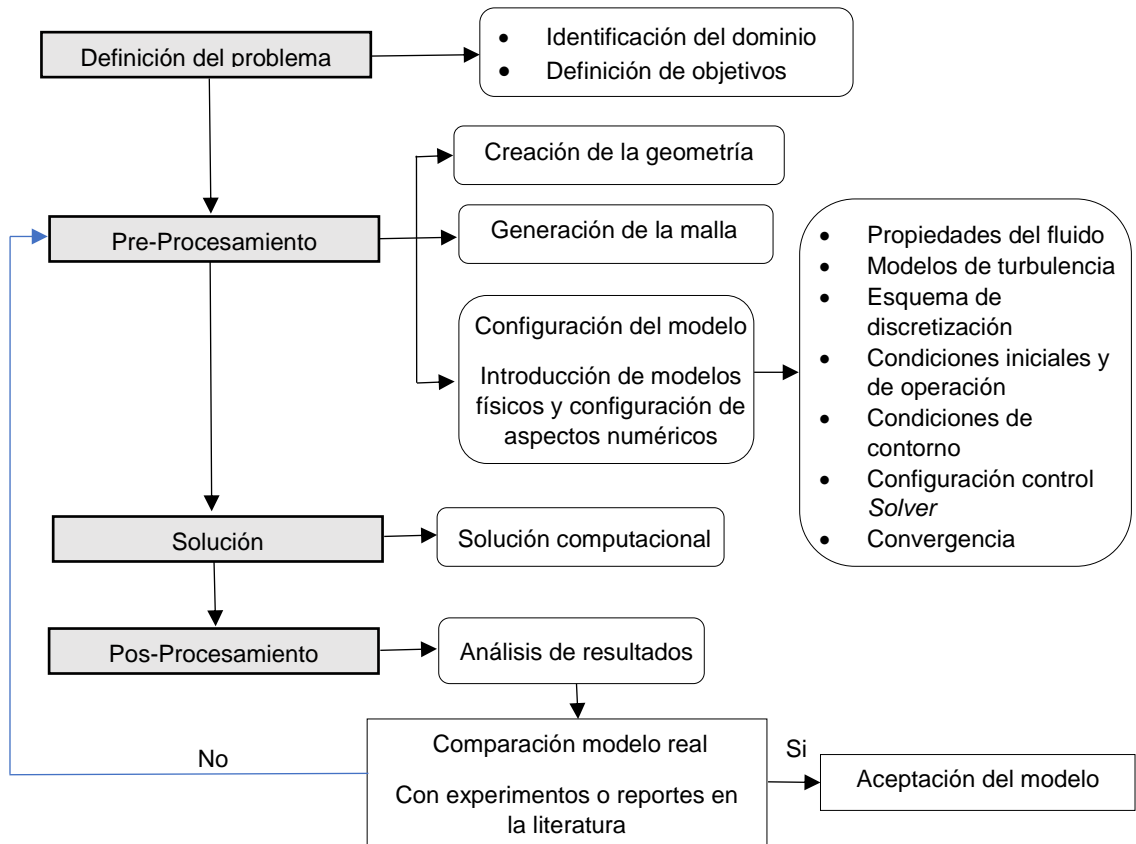 Definición del problema
• Identificación del dominio
• Definición de objetivos
Creación de la geometría
Pre-Procesamiento
Generación de la malla
Configuración del modelo
Introducción de modelos
físicos y configuración de
aspectos numéricos
• Propiedades del fluido
• Modelos de turbulencia
• Esquema de
discretización
• Condiciones iniciales y
de operación
• Condiciones de
contorno
• Configuración control
Solver
• Convergencia
Solución
Solución computacional
Pos-Procesamiento
Análisis de resultados
No
Comparación modelo real
Con experimentos o reportes en
la literatura
Si
Aceptación del modelo